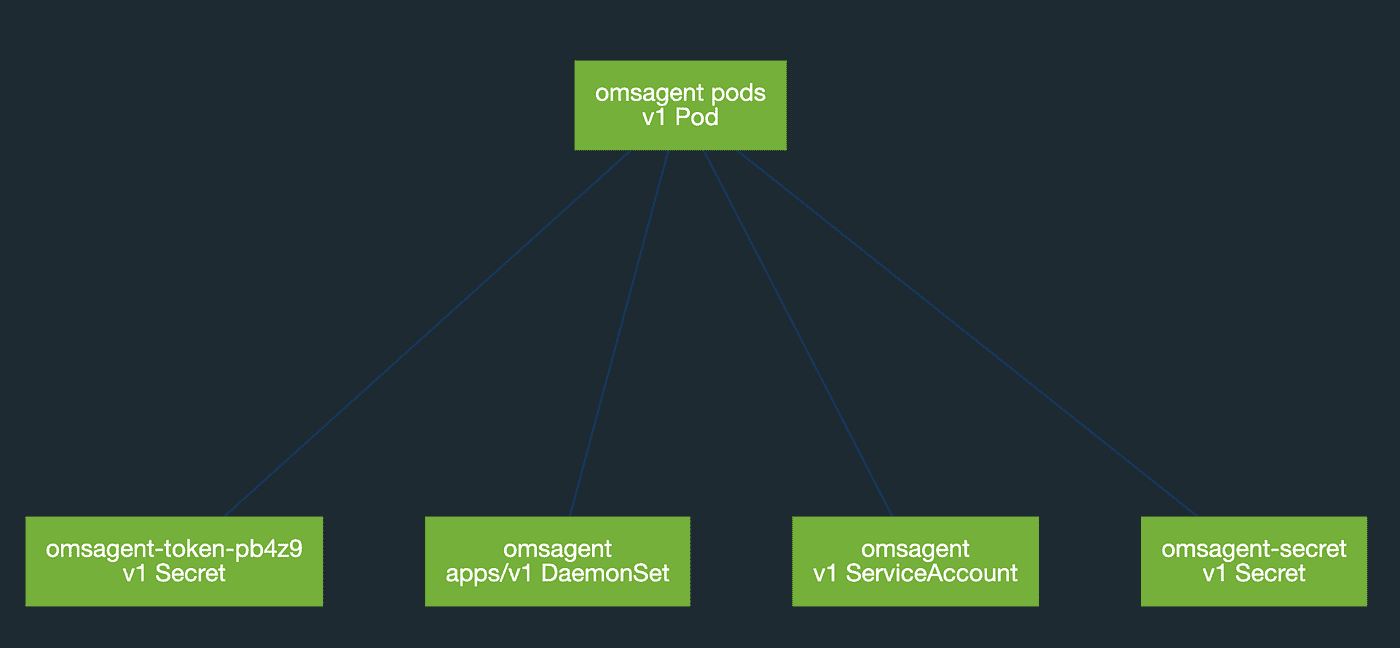 omsagent pods
v1 Pod
omsagent-token-pb4z9
v1 Secret
omsagent
apps/v1 DaemonSet
omsagent
v1 ServiceAccount
omsagent-secret
v1 Secret